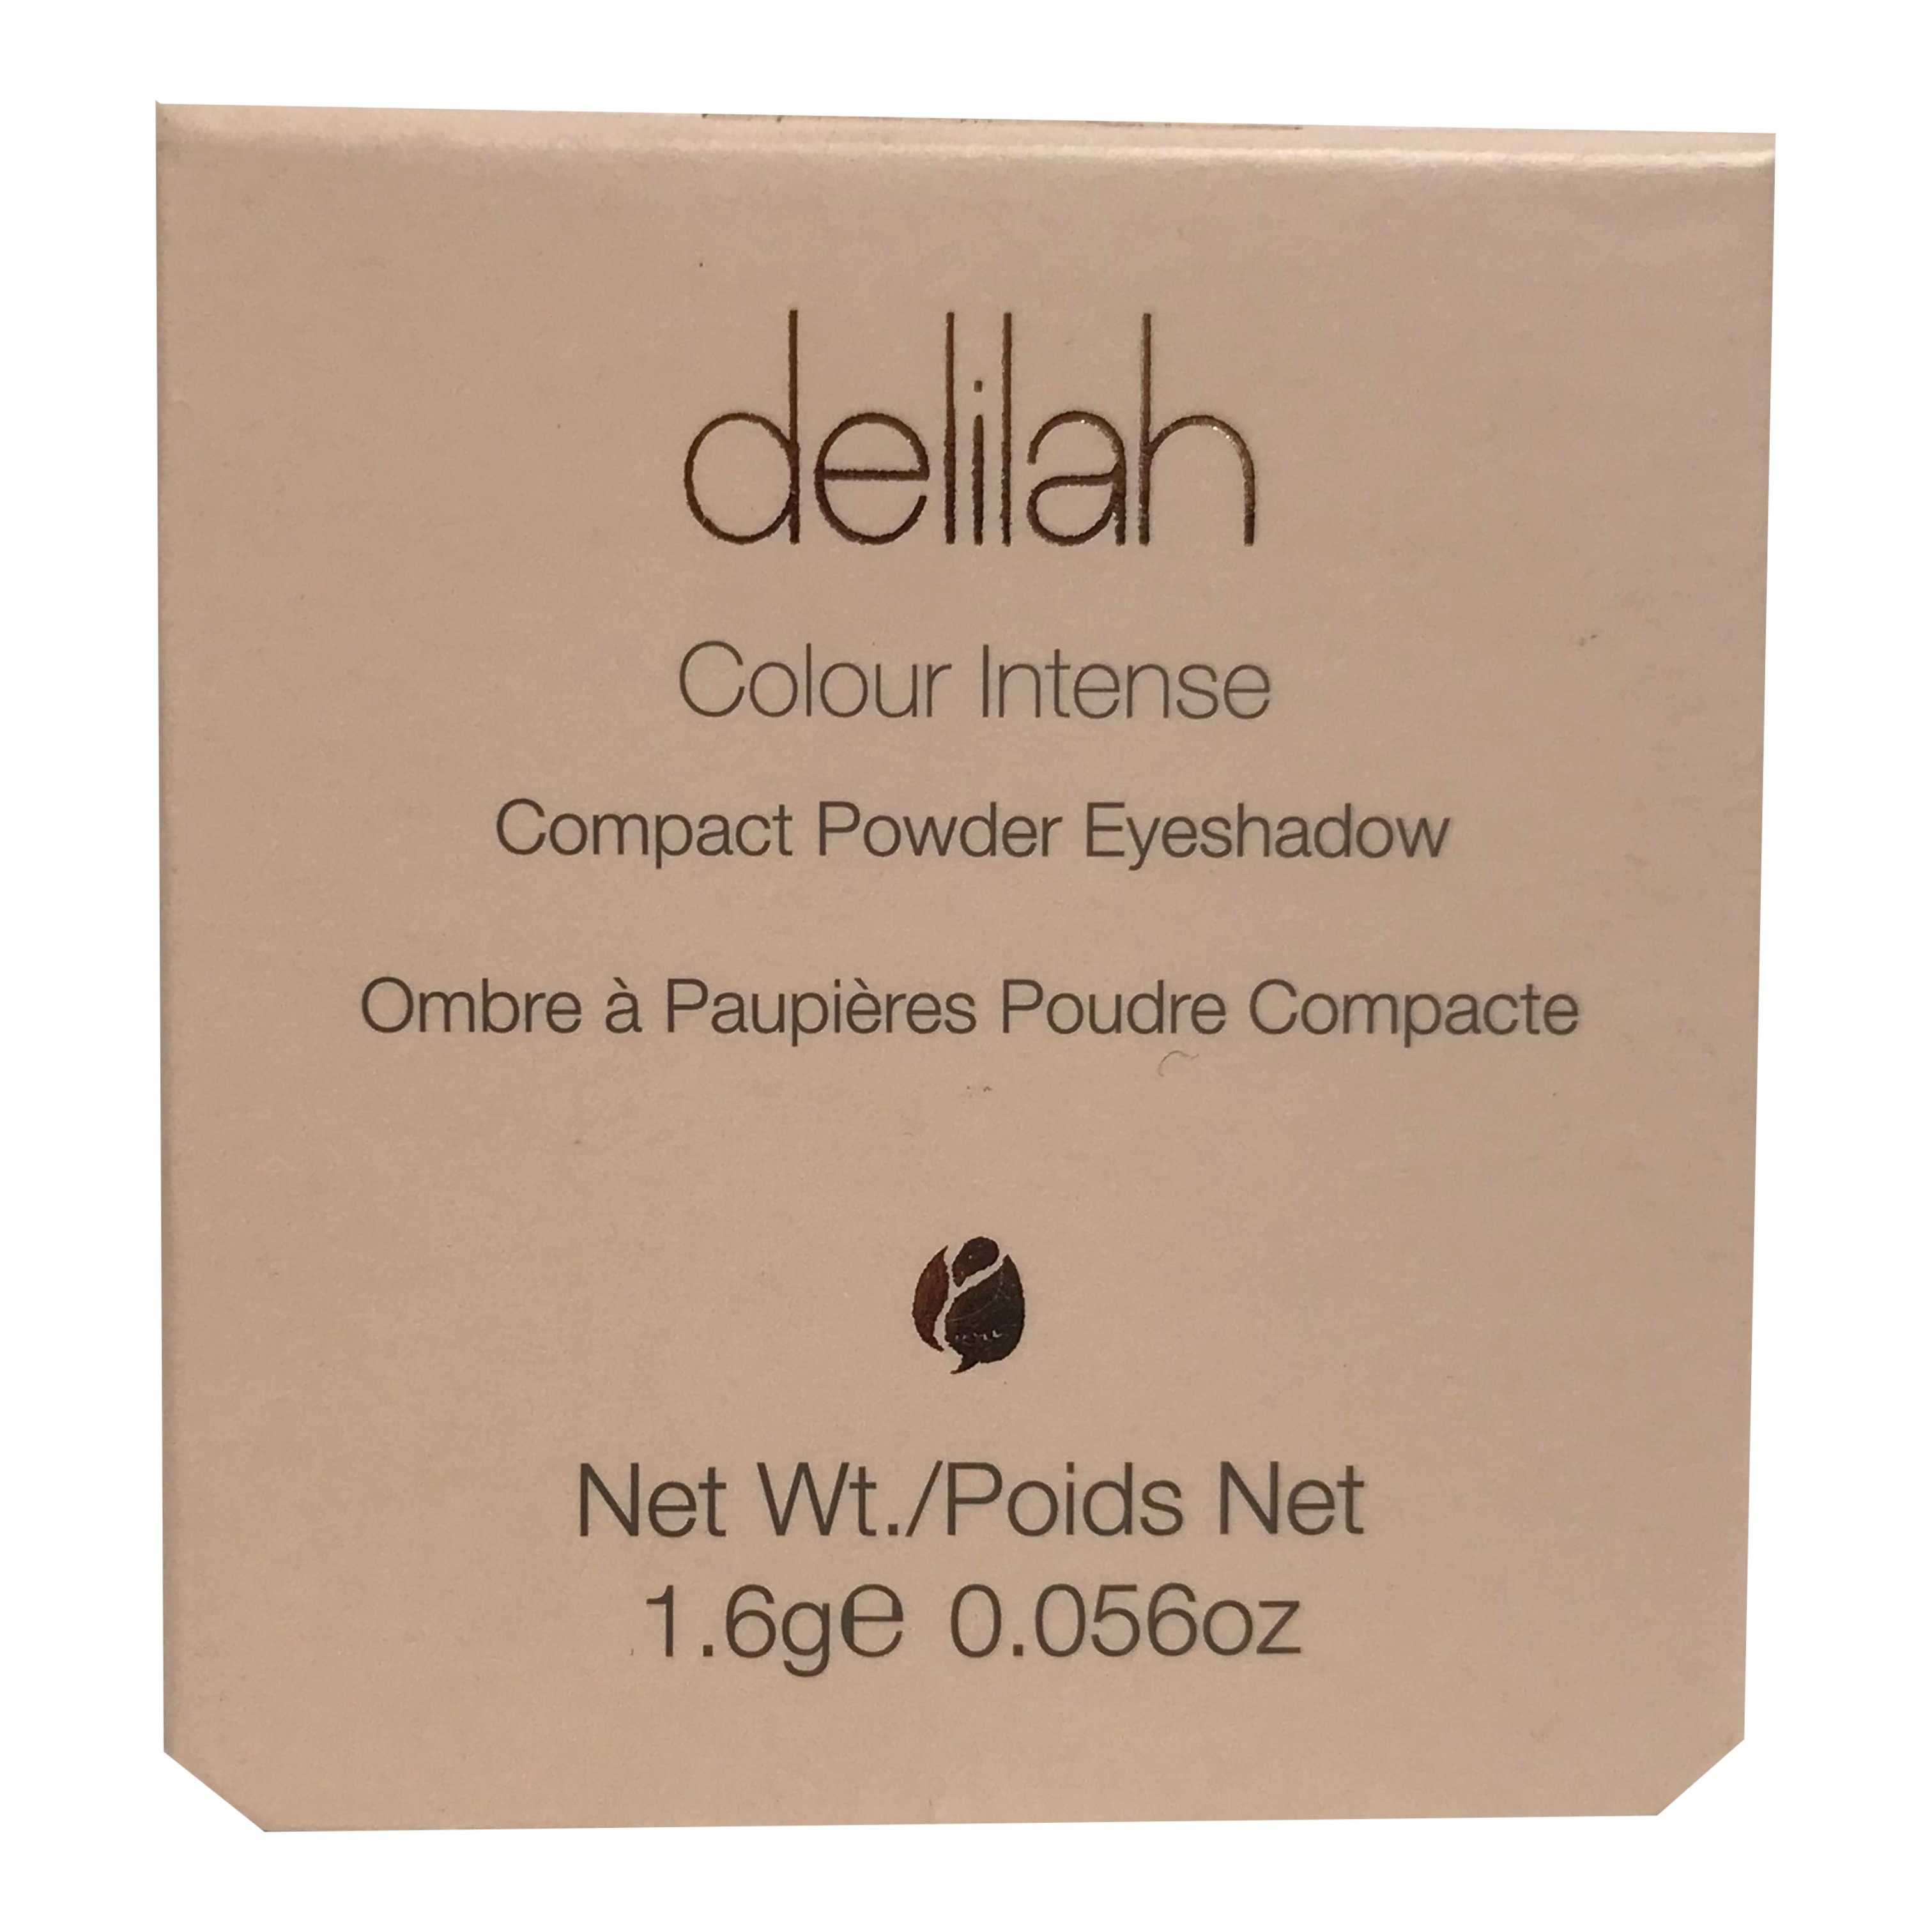 delilah
Colour Intense
Compact Powder Eyeshadow
Ombre à Paupières Poudre Compacte
Net Wt./Poids Net
1.6g℮ 0.056oz